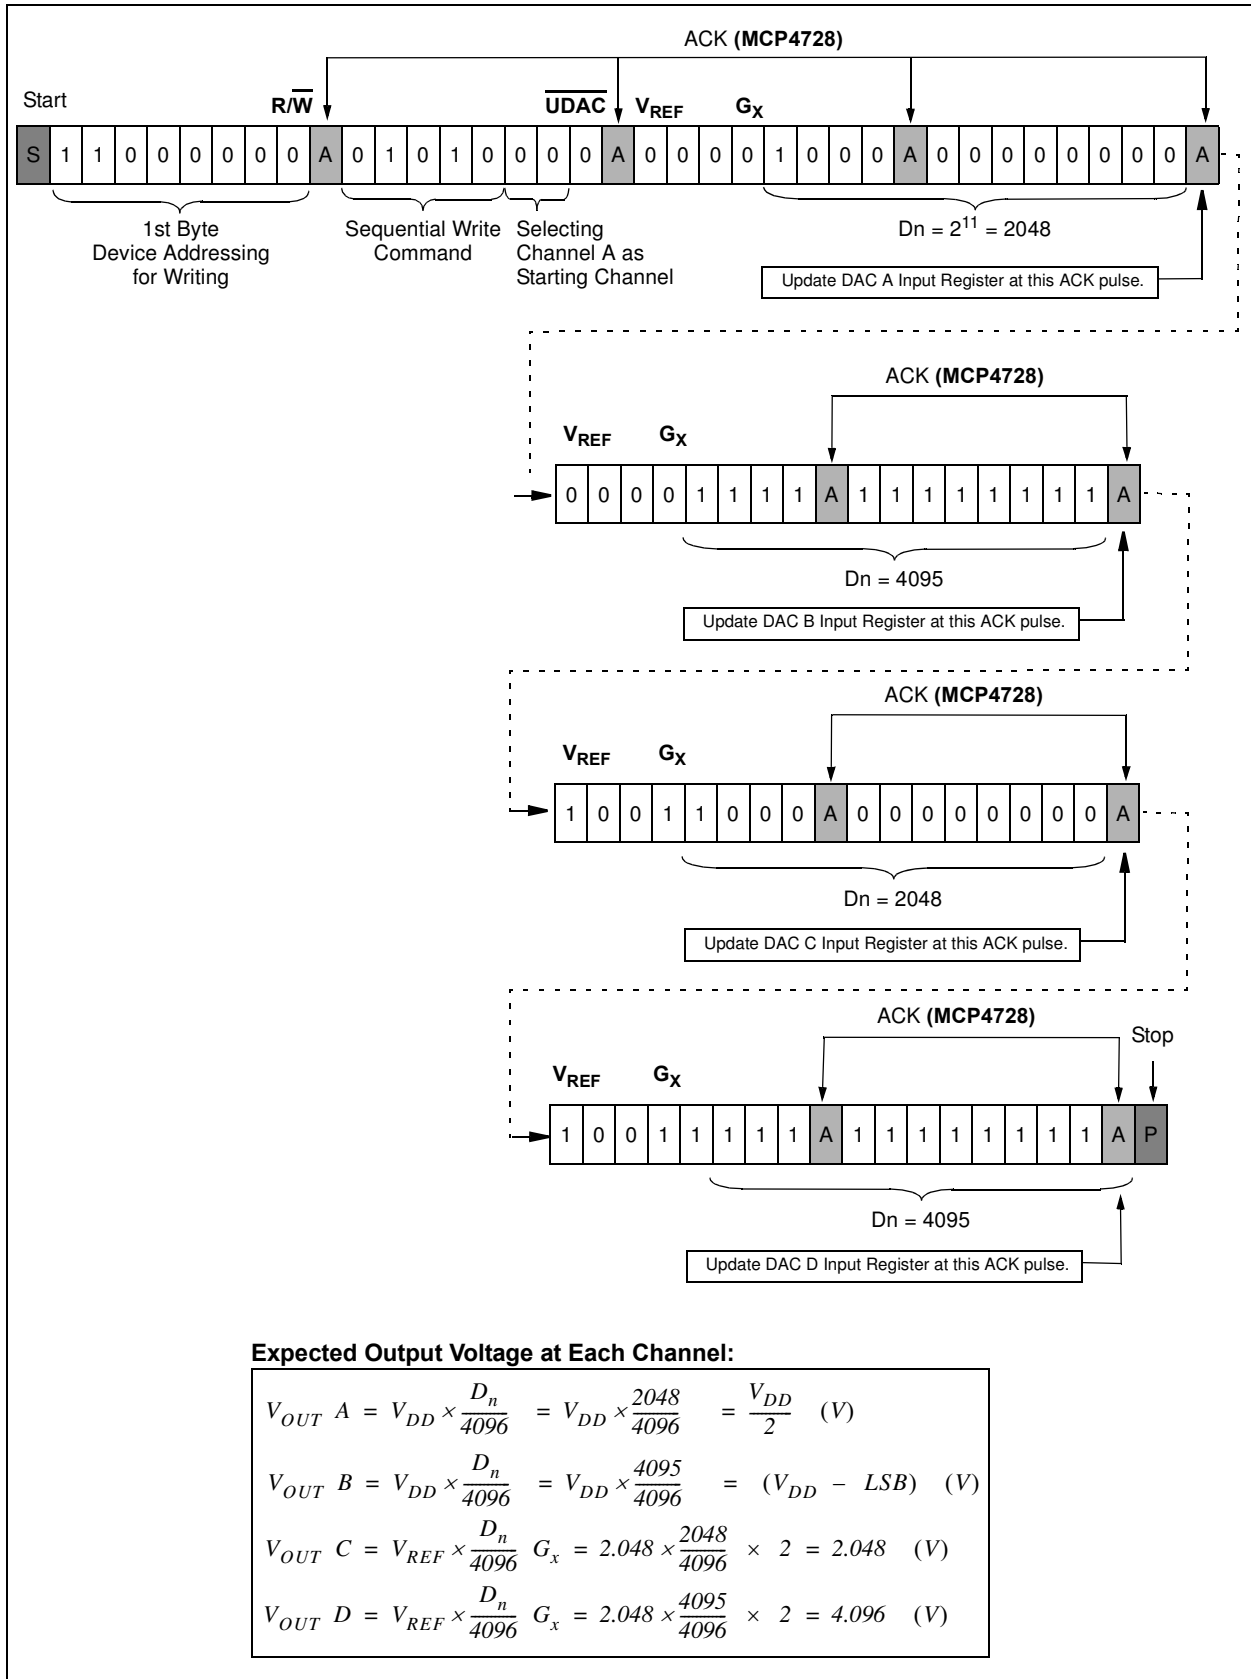 ACK (MCP4728)
Start R/W UDAC VREF GX
S 1 1 0 0 0 0 0 0 A 0 1 0 1 0 0 0 0 A 0 0 0 0 1 0 0 0 A 0 0 0 0 0 0 0 0 A
1st Byte
Device Addressing
for Writing
Sequential Write
Command
Selecting
Channel A as
Starting Channel
Dn = 2^11 = 2048
Update DAC A Input Register at this ACK pulse.
ACK (MCP4728)
VREF GX
0 0 0 0 1 1 1 1 A 1 1 1 1 1 1 1 1 A
Dn = 4095
Update DAC B Input Register at this ACK pulse.
ACK (MCP4728)
VREF GX
1 0 0 1 1 0 0 0 A 0 0 0 0 0 0 0 0 A
Dn = 2048
Update DAC C Input Register at this ACK pulse.
ACK (MCP4728)
Stop
VREF GX
1 0 0 1 1 1 1 1 A 1 1 1 1 1 1 1 1 A P
Dn = 4095
Update DAC D Input Register at this ACK pulse.
Expected Output Voltage at Each Channel:
VOUT A = VDD × Dn/4096 = VDD × 2048/4096 = VDD/2 (V)
VOUT B = VDD × Dn/4096 = VDD × 4095/4096 = (VDD – LSB) (V)
VOUT C = VREF × Dn/4096 Gx = 2.048 × 2048/4096 × 2 = 2.048 (V)
VOUT D = VREF × Dn/4096 Gx = 2.048 × 4095/4096 × 2 = 4.096 (V)